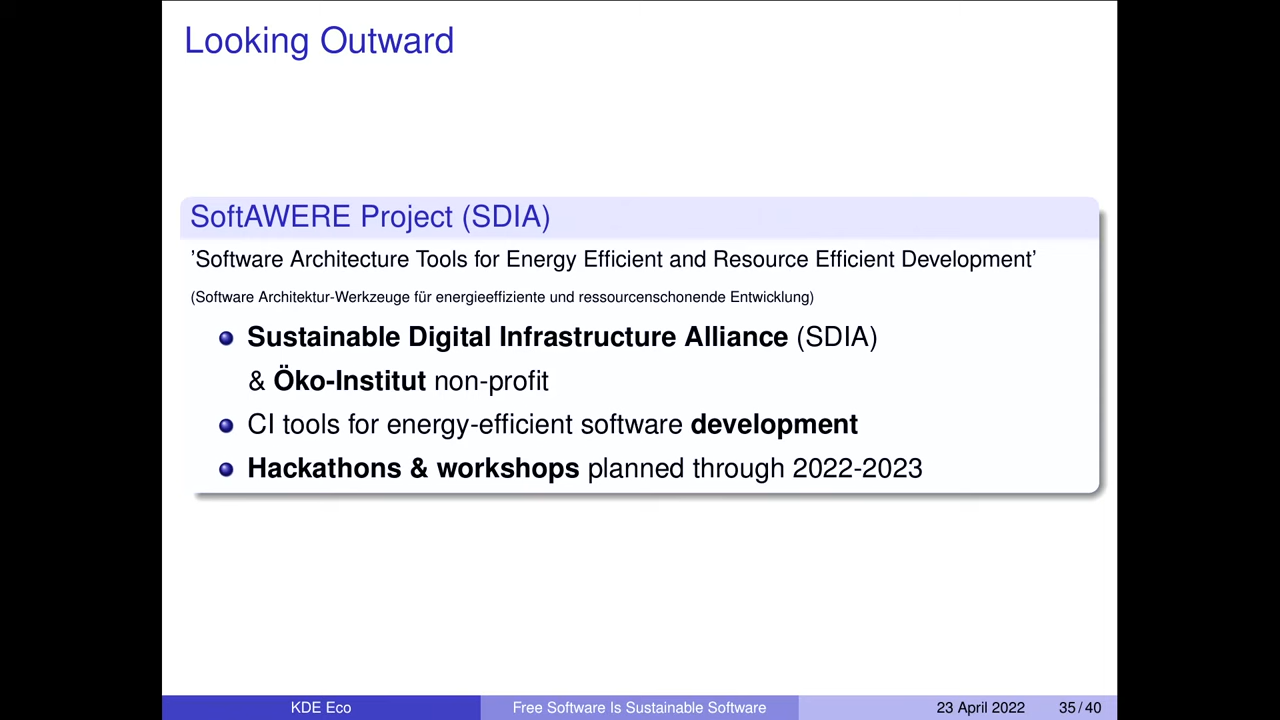 Looking Outward
SoftAWERE Project (SDIA)
’Software Architecture Tools for Energy Efficient and Resource Efficient Development’
(Software Architektur-Werkzeuge für energieeffiziente und ressourcenschonende Entwicklung)
Sustainable Digital Infrastructure Alliance (SDIA)
& Öko-Institut non-profit
CI tools for energy-efficient software development
Hackathons & workshops planned through 2022-2023
KDE Eco Free Software Is Sustainable Software 23 April 2022 35 / 40